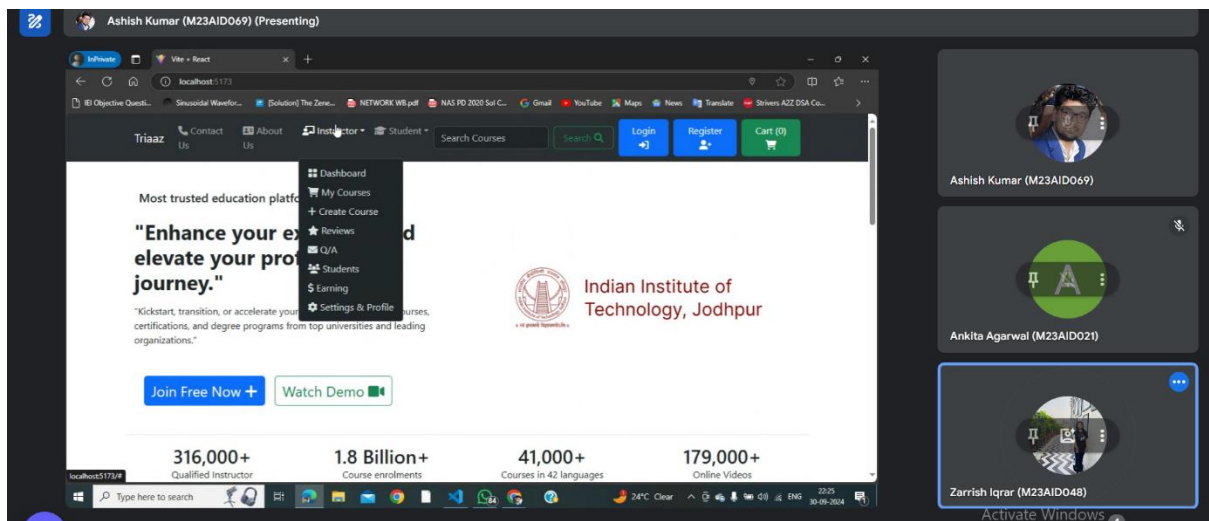 Ashish Kumar (M23AID069) (Presenting)
InPrivate
Vite + React
localhost:5173
IEI Objective Questi...
Sinusoidal Wavefor...
[Solution] The Zene...
NETWORK WB.pdf
NAS PD 2020 Sol C...
Gmail
YouTube
Maps
News
Translate
Strivers A2Z DSA Co...
Triaaz
Contact Us
About Us
Instructor
Student
Search Courses
Search
Login
Register
Cart (0)
Dashboard
My Courses
Create Course
Reviews
Q/A
Students
Earning
Settings & Profile
Most trusted education platfo
"Enhance your ex d
elevate your prof
journey."
"Kickstart, transition, or accelerate your ourses,
certifications, and degree programs from top universities and leading
organizations."
Join Free Now +
Watch Demo
Indian Institute of
Technology, Jodhpur
316,000+
Qualified Instructor
1.8 Billion+
Course enrolments
41,000+
Courses in 42 languages
179,000+
Online Videos
localhost:5173/#
Type here to search
24°C Clear
ENG
22:25
30-09-2024
Ashish Kumar (M23AID069)
A
Ankita Agarwal (M23AID021)
Zarrish Iqrar (M23AID048)
Activate Windows